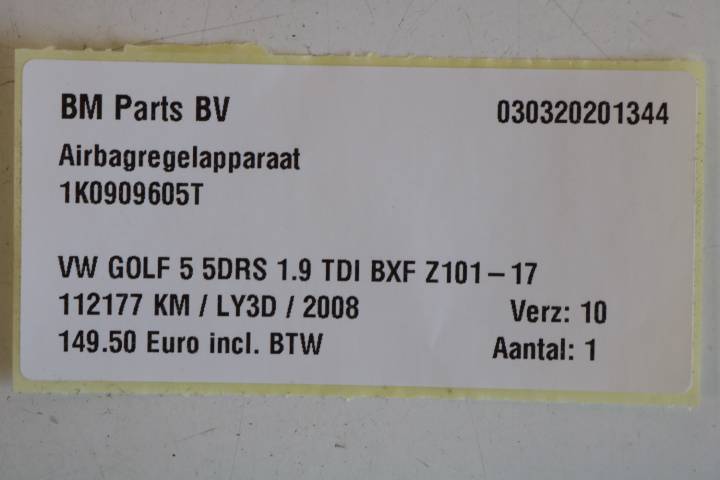 BM Parts BV 030320201344
Airbagregelapparaat
1K0909605T
VW GOLF 5 5DRS 1.9 TDI BXF Z101-17
112177 KM / LY3D / 2008 Verz: 10
149.50 Euro incl. BTW Aantal: 1